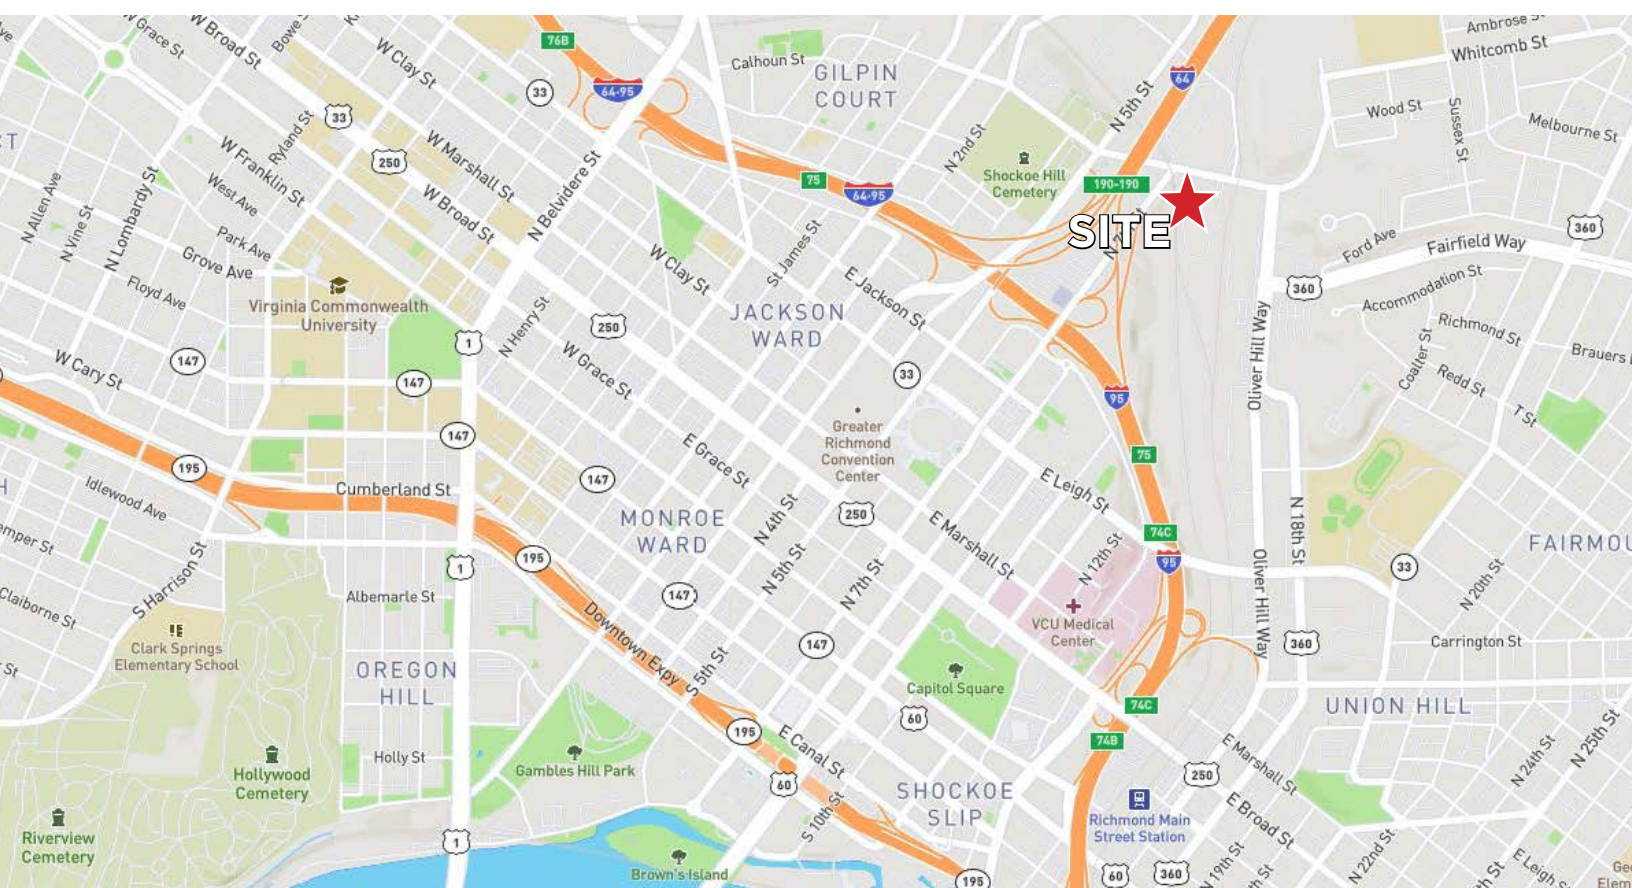 Grace St
W Broad St
Bowe S
W Clay St
76B
33
64-95
Calhoun St
GILPIN
COURT
64
Ambrose S
Whitcomb St
N 5th St
Wood St
Sussex St
Melbourne St
33
Ryland St
250
W Marshall St
N 2nd St
Shockoe Hill
Cemetery
190-190
75
64-95
SITE
N Allen Ave
N Vine St
N Lombardy St
W Franklin St
West Ave
Park Ave
Grove Ave
Floyd Ave
W Broad St
N Belvidere St
W Clay St
St James St
E Jackson St
Ford Ave
Fairfield Way
360
360
Accommodation St
Virginia Commonwealth
University
1
N Henry St
250
JACKSON
WARD
Oliver Hill Way
Richmond St
Coalter St
Redd St
Brauers
T St
W Cary St
147
147
W Grace St
33
95
Greater
Richmond
Convention
Center
147
195
Cumberland St
Idlewood Ave
E Grace St
147
75
E Leigh St
250
N 4th St
N 5th St
N 7th St
MONROE
WARD
E Marshall St
N 12th St
74C
95
N 18th St
Oliver Hill Way
33
FAIRMOU
N 20th St
emper St
1
195
147
Albemarle St
S Harrison St
Claiborne St
Clark Springs
Elementary School
Downtown Expy
S 5th St
147
VCU Medical
Center
360
Carrington St
OREGON
HILL
Capitol Square
60
74C
UNION HILL
195
E Canal St
74B
E Marshall St
250
N 24th St
N 25th St
Holly St
Gambles Hill Park
60
Hollywood
Cemetery
SHOCKOE
SLIP
S 10th St
Richmond Main
Street Station
E Broad St
Riverview
Cemetery
1
Brown's Island
195
60
360
N 19th St
N 22nd St
E Leigh S